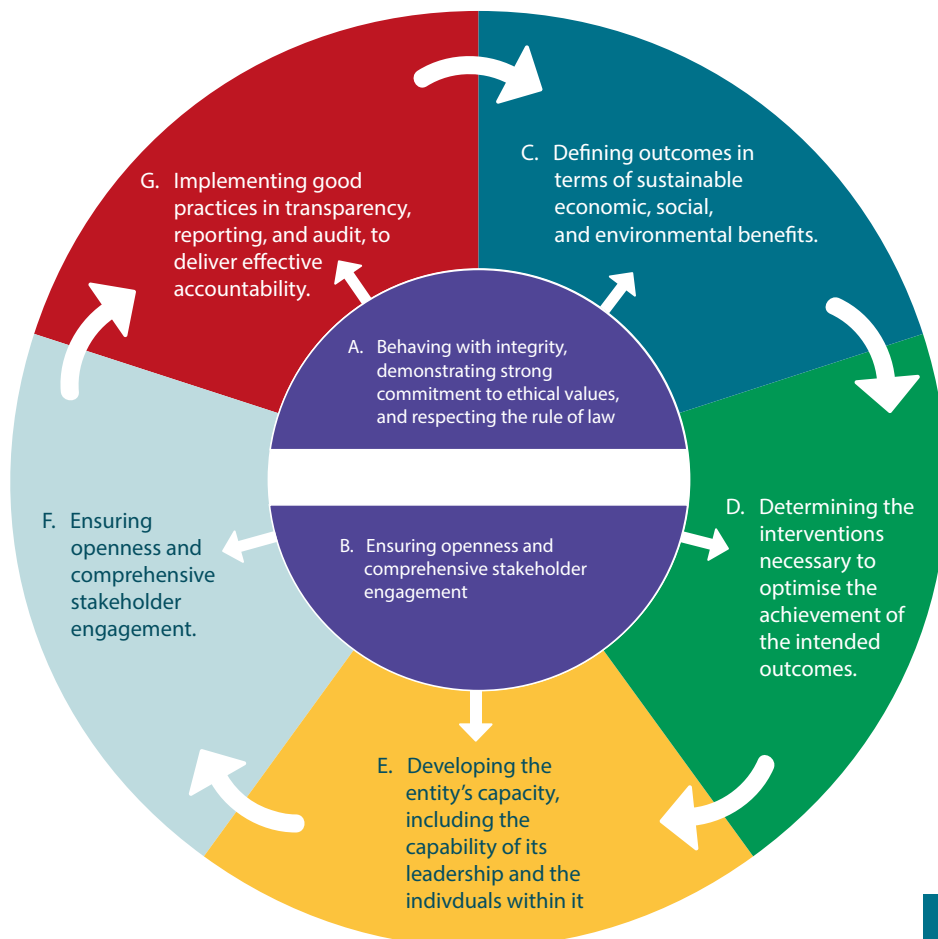 A. Behaving with integrity,
demonstrating strong
commitment to ethical values,
and respecting the rule of law
B. Ensuring openness and
comprehensive stakeholder
engagement
C. Defining outcomes in
terms of sustainable
economic, social,
and environmental benefits.
D. Determining the
interventions
necessary to
optimise the
achievement of
the intended
outcomes.
E. Developing the
entity’s capacity,
including the
capability of its
leadership and the
indivduals within it
F. Ensuring
openness and
comprehensive
stakeholder
engagement.
G. Implementing good
practices in transparency,
reporting, and audit, to
deliver effective
accountability.